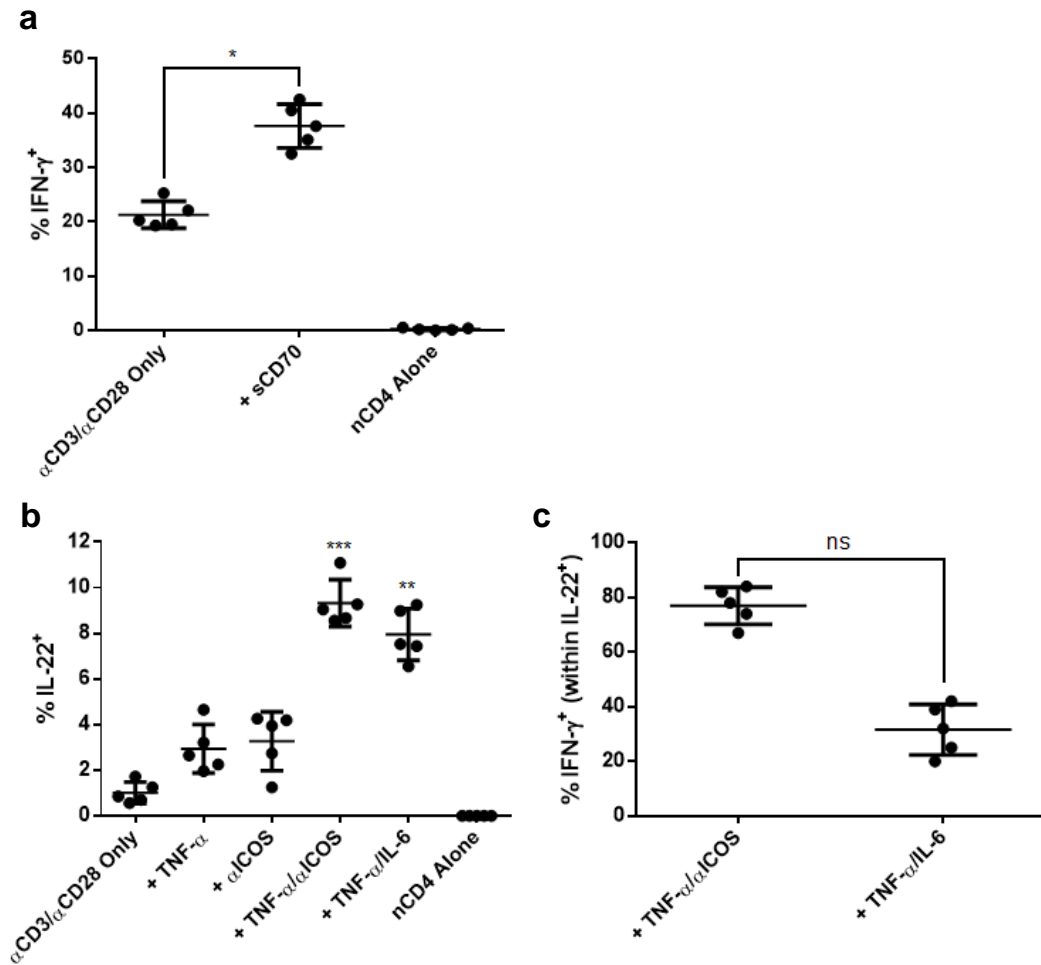 a
50
40
30
20
10
0
% IFN-γ⁺
*
αCD3/αCD28 Only
+ sCD70
nCD4 Alone
b
12
10
8
6
4
2
0
% IL-22⁺
***
**
αCD3/αCD28 Only
+ TNF-α
+ αICOS
+ TNF-α/αICOS
+ TNF-α/IL-6
nCD4 Alone
c
100
80
60
40
20
0
% IFN-γ⁺ (within IL-22⁺)
ns
+ TNF-α/αICOS
+ TNF-α/IL-6